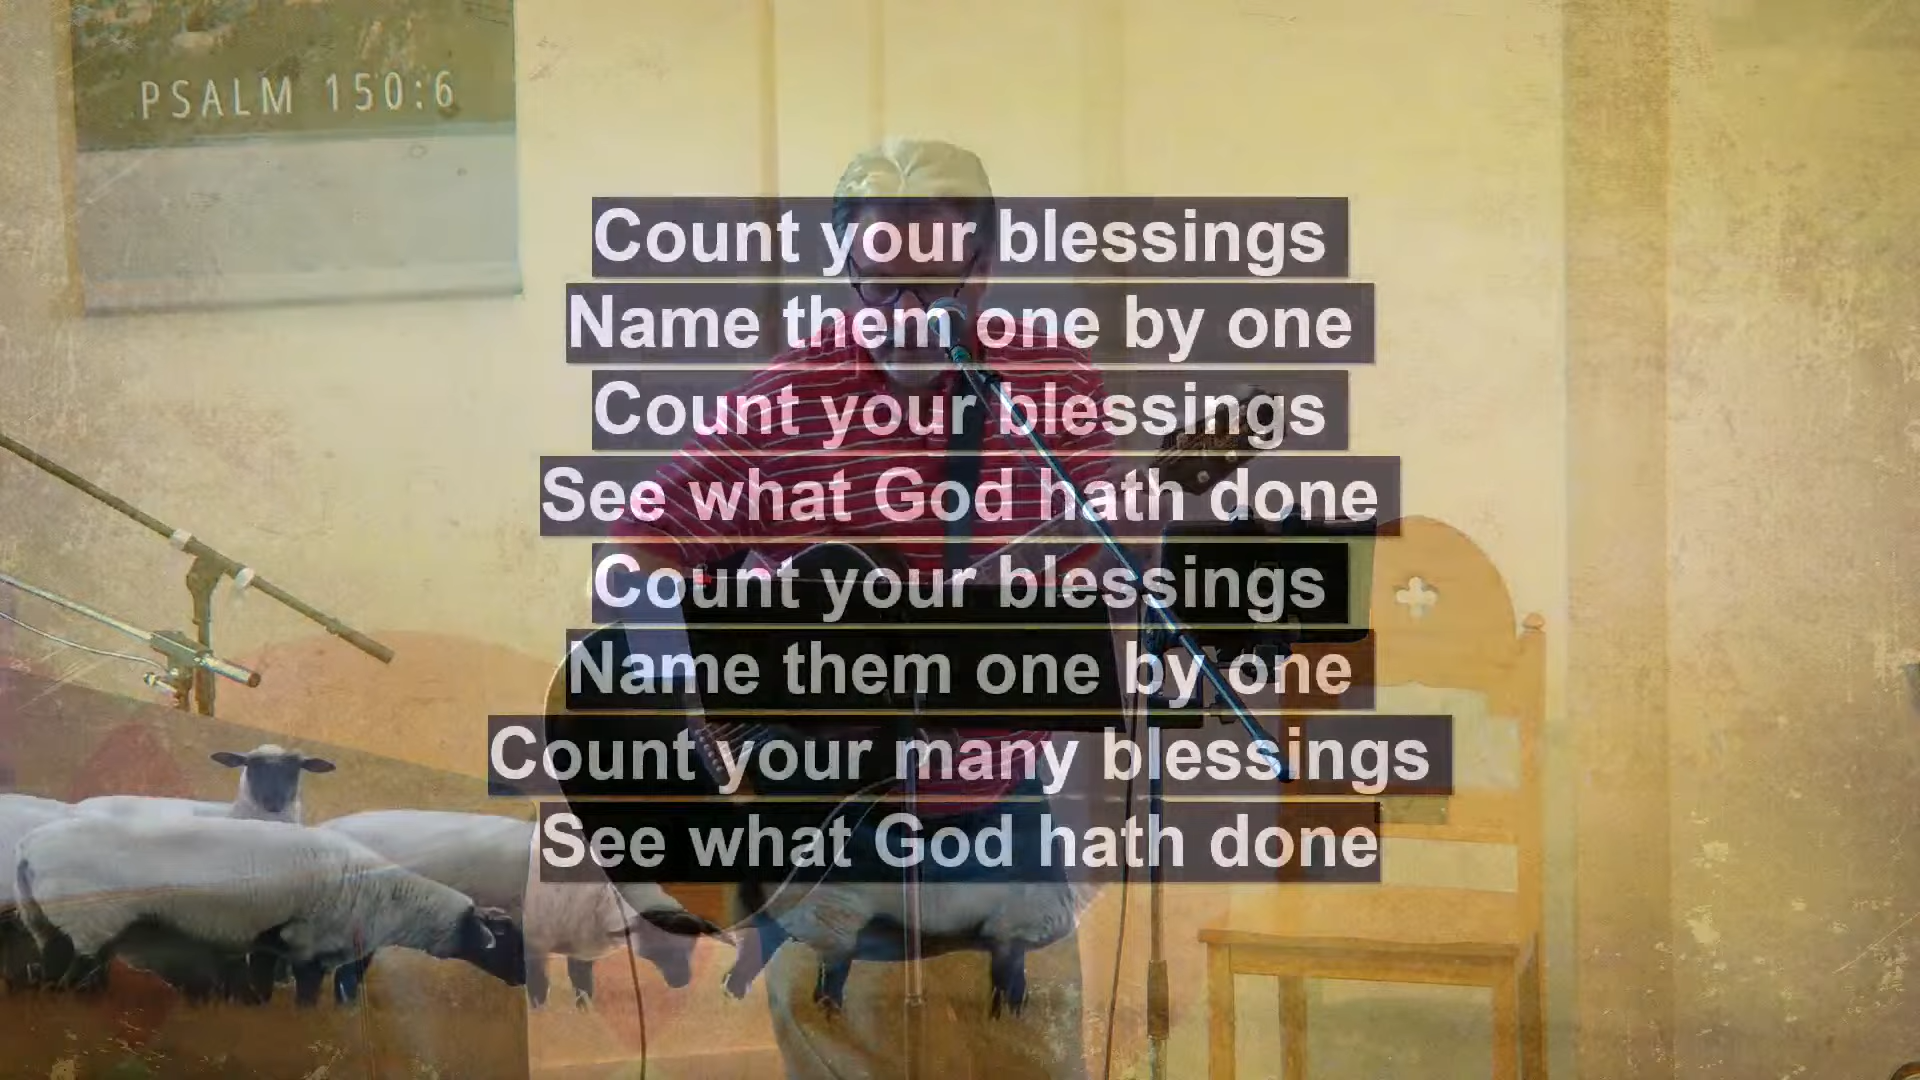 PSALM 150:6
Count your blessings
Name them one by one
Count your blessings
See what God hath done
Count your blessings
Name them one by one
Count your many blessings
See what God hath done